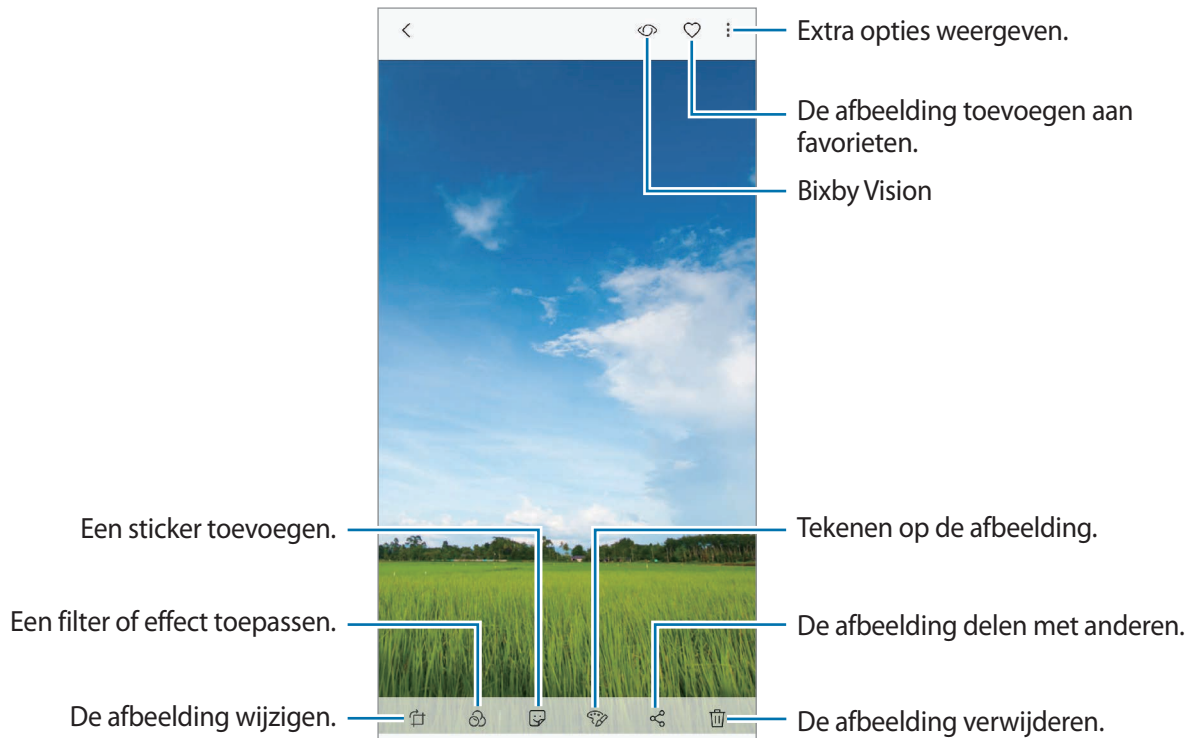 Extra opties weergeven.
De afbeelding toevoegen aan
favorieten.
Bixby Vision
Een sticker toevoegen.
Tekenen op de afbeelding.
Een filter of effect toepassen.
De afbeelding delen met anderen.
De afbeelding wijzigen.
De afbeelding verwijderen.